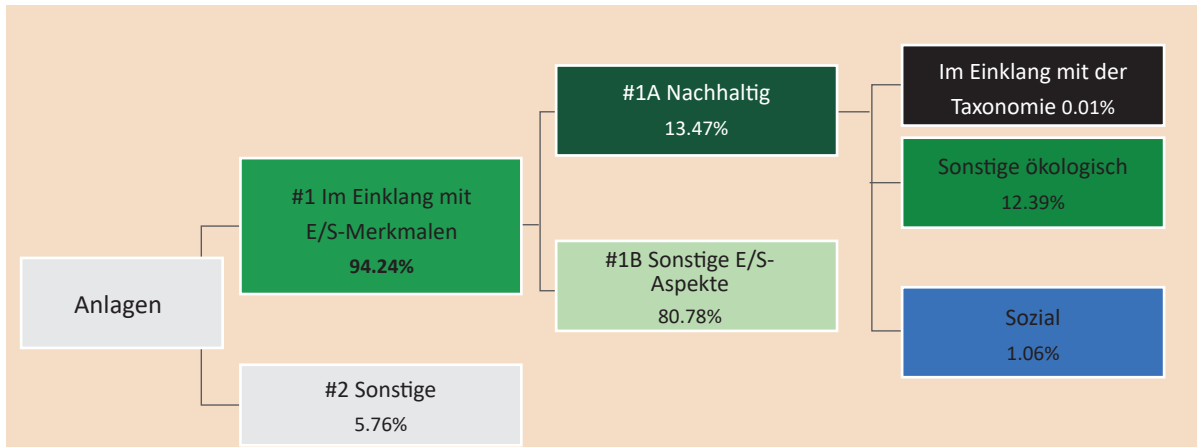 Anlagen
#1 Im Einklang mit
E/S-Merkmalen
94.24%
#2 Sonstige
5.76%
#1A Nachhaltig
13.47%
#1B Sonstige E/S-
Aspekte
80.78%
Im Einklang mit der
Taxonomie 0.01%
Sonstige ökologisch
12.39%
Sozial
1.06%